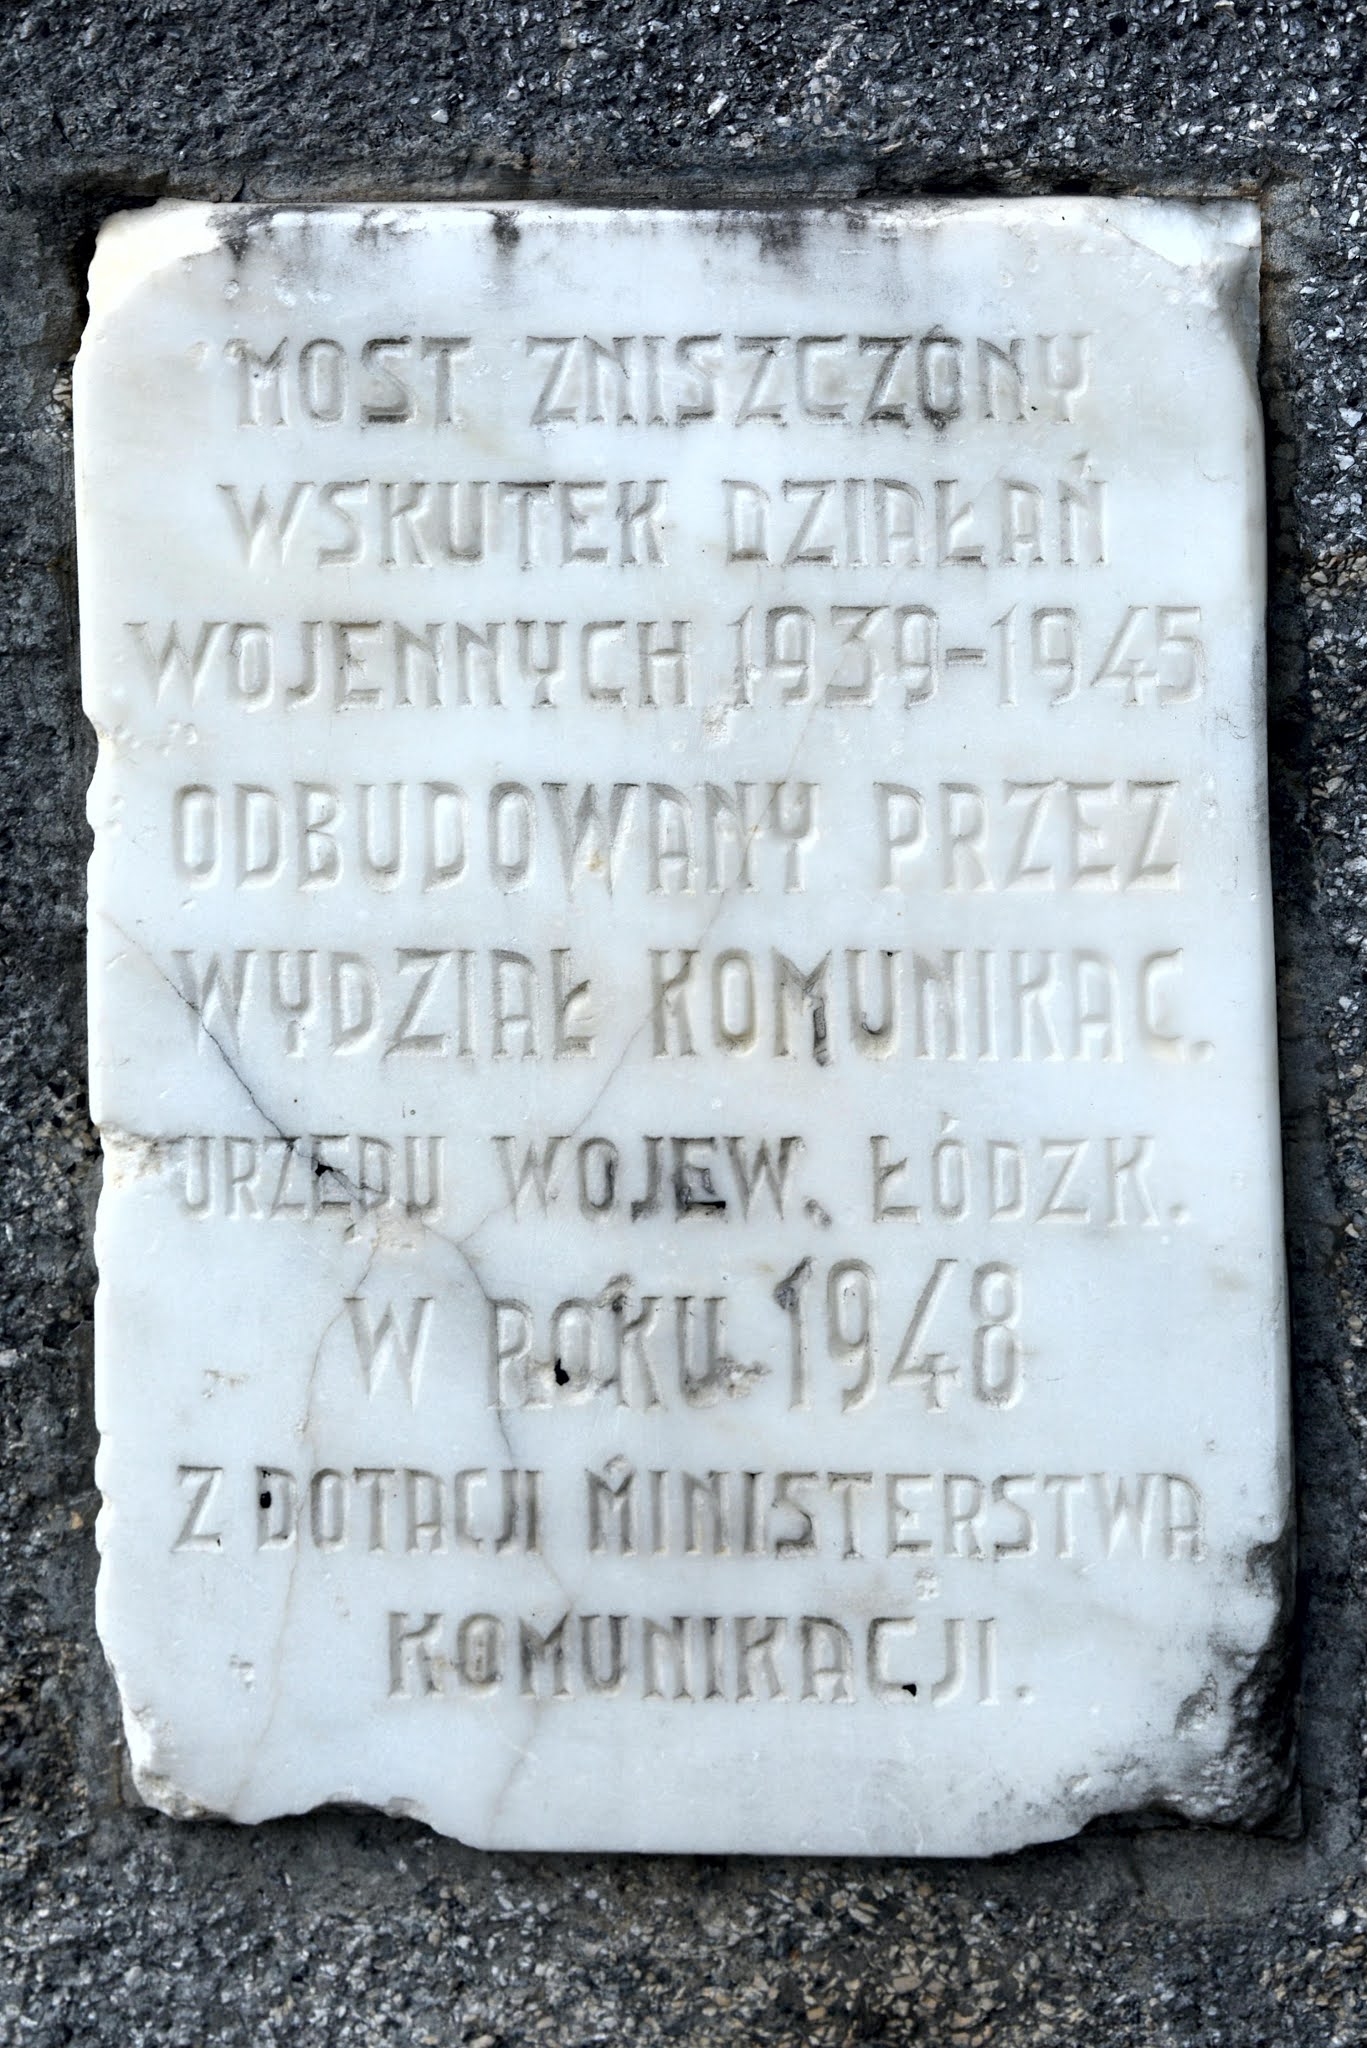 MOST ZNISZCZONY
WSKUTEK DZIAŁAŃ
WOJENNYCH 1939-1945
ODBUDOWANY PRZEZ
WYDZIAŁ KOMUNIKAC.
URZĘDU WOJEW. ŁÓDZK.
W ROKU 1948
Z DOTACJI MINISTERSTWA
KOMUNIKACJI.